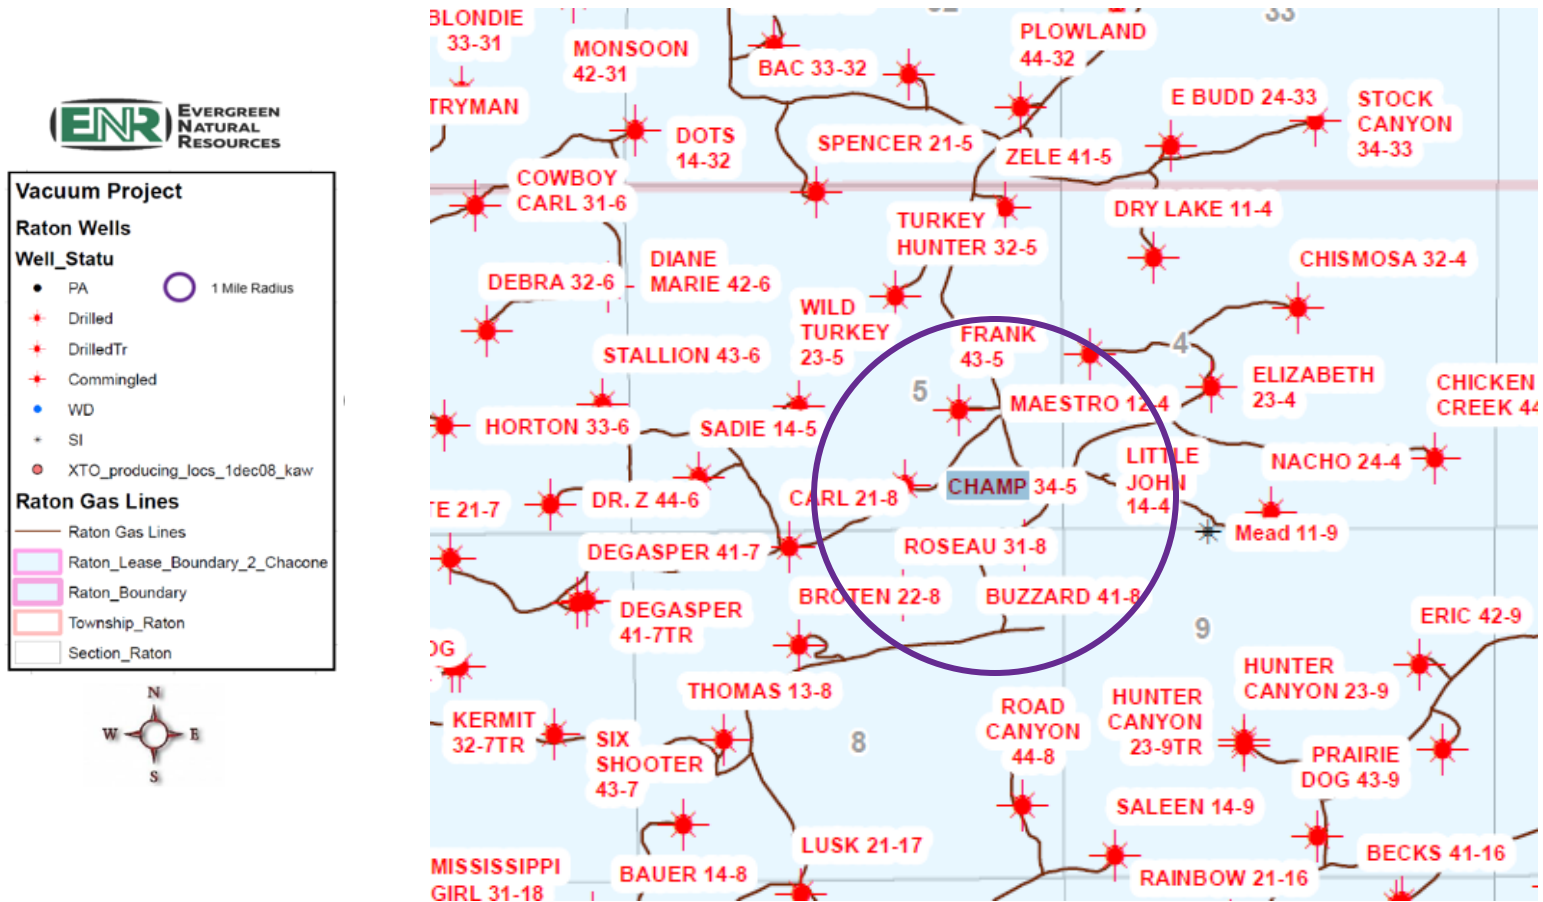 ENR EVERGREEN
NATURAL
RESOURCES
Vacuum Project
Raton Wells
Well_Statu
PA
1 Mile Radius
Drilled
DrilledTr
Commingled
WD
SI
XTO_producing_locs_1dec08_kaw
Raton Gas Lines
Raton Gas Lines
Raton_Lease_Boundary_2_Chacone
Raton_Boundary
Township_Raton
Section_Raton
N
W
E
S
BLONDIE
33-31
MONSOON
42-31
BAC 33-32
PLOWLAND
44-32
33
TRYMAN
DOTS
14-32
SPENCER 21-5
ZELE 41-5
E BUDD 24-33
STOCK
CANYON
34-33
COWBOY
CARL 31-6
TURKEY
HUNTER 32-5
DRY LAKE 11-4
DEBRA 32-6
DIANE
MARIE 42-6
CHISMOSA 32-4
WILD
TURKEY
23-5
FRANK
43-5
4
STALLION 43-6
5
MAESTRO 12-4
ELIZABETH
23-4
CHICKEN
CREEK 44
HORTON 33-6
SADIE 14-5
LITTLE
JOHN
14-4
NACHO 24-4
TE 21-7
DR. Z 44-6
CARL 21-8
CHAMP 34-5
Mead 11-9
DEGASPER 41-7
ROSEAU 31-8
DEGASPER
41-7TR
BROTEN 22-8
BUZZARD 41-8
9
ERIC 42-9
OG
THOMAS 13-8
HUNTER
CANYON 23-9
KERMIT
32-7TR
SIX
SHOOTER
43-7
8
ROAD
CANYON
44-8
HUNTER
CANYON
23-9TR
PRAIRIE
DOG 43-9
SALEEN 14-9
MISSISSIPPI
GIRL 31-18
BAUER 14-8
LUSK 21-17
RAINBOW 21-16
BECKS 41-16